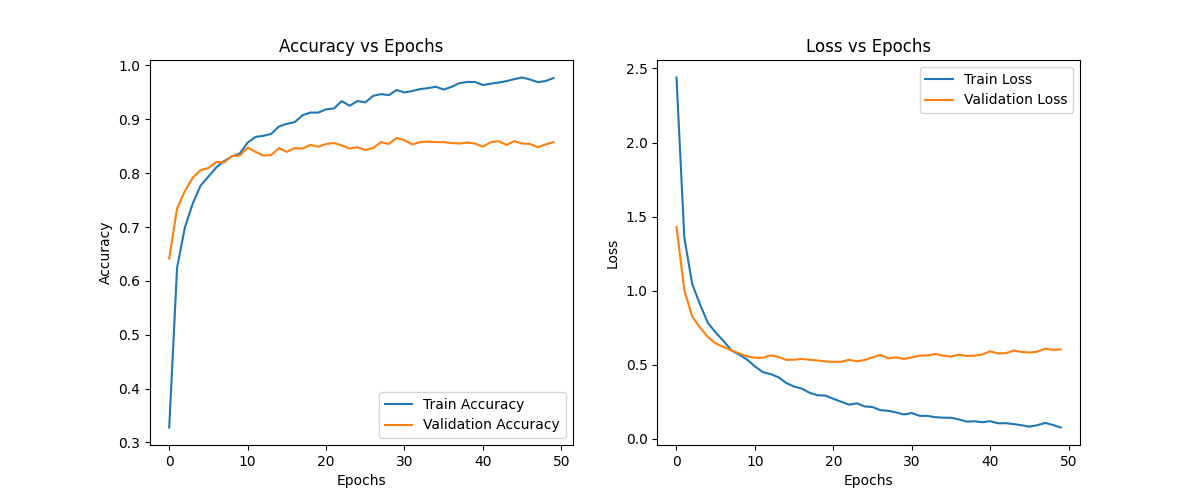 Accuracy vs Epochs
1.0
0.9
0.8
0.7
0.6
0.5
0.4
0.3
Accuracy
0
10
20
30
40
50
Epochs
Train Accuracy
Validation Accuracy
Loss vs Epochs
2.5
2.0
1.5
1.0
0.5
0.0
Loss
0
10
20
30
40
50
Epochs
Train Loss
Validation Loss